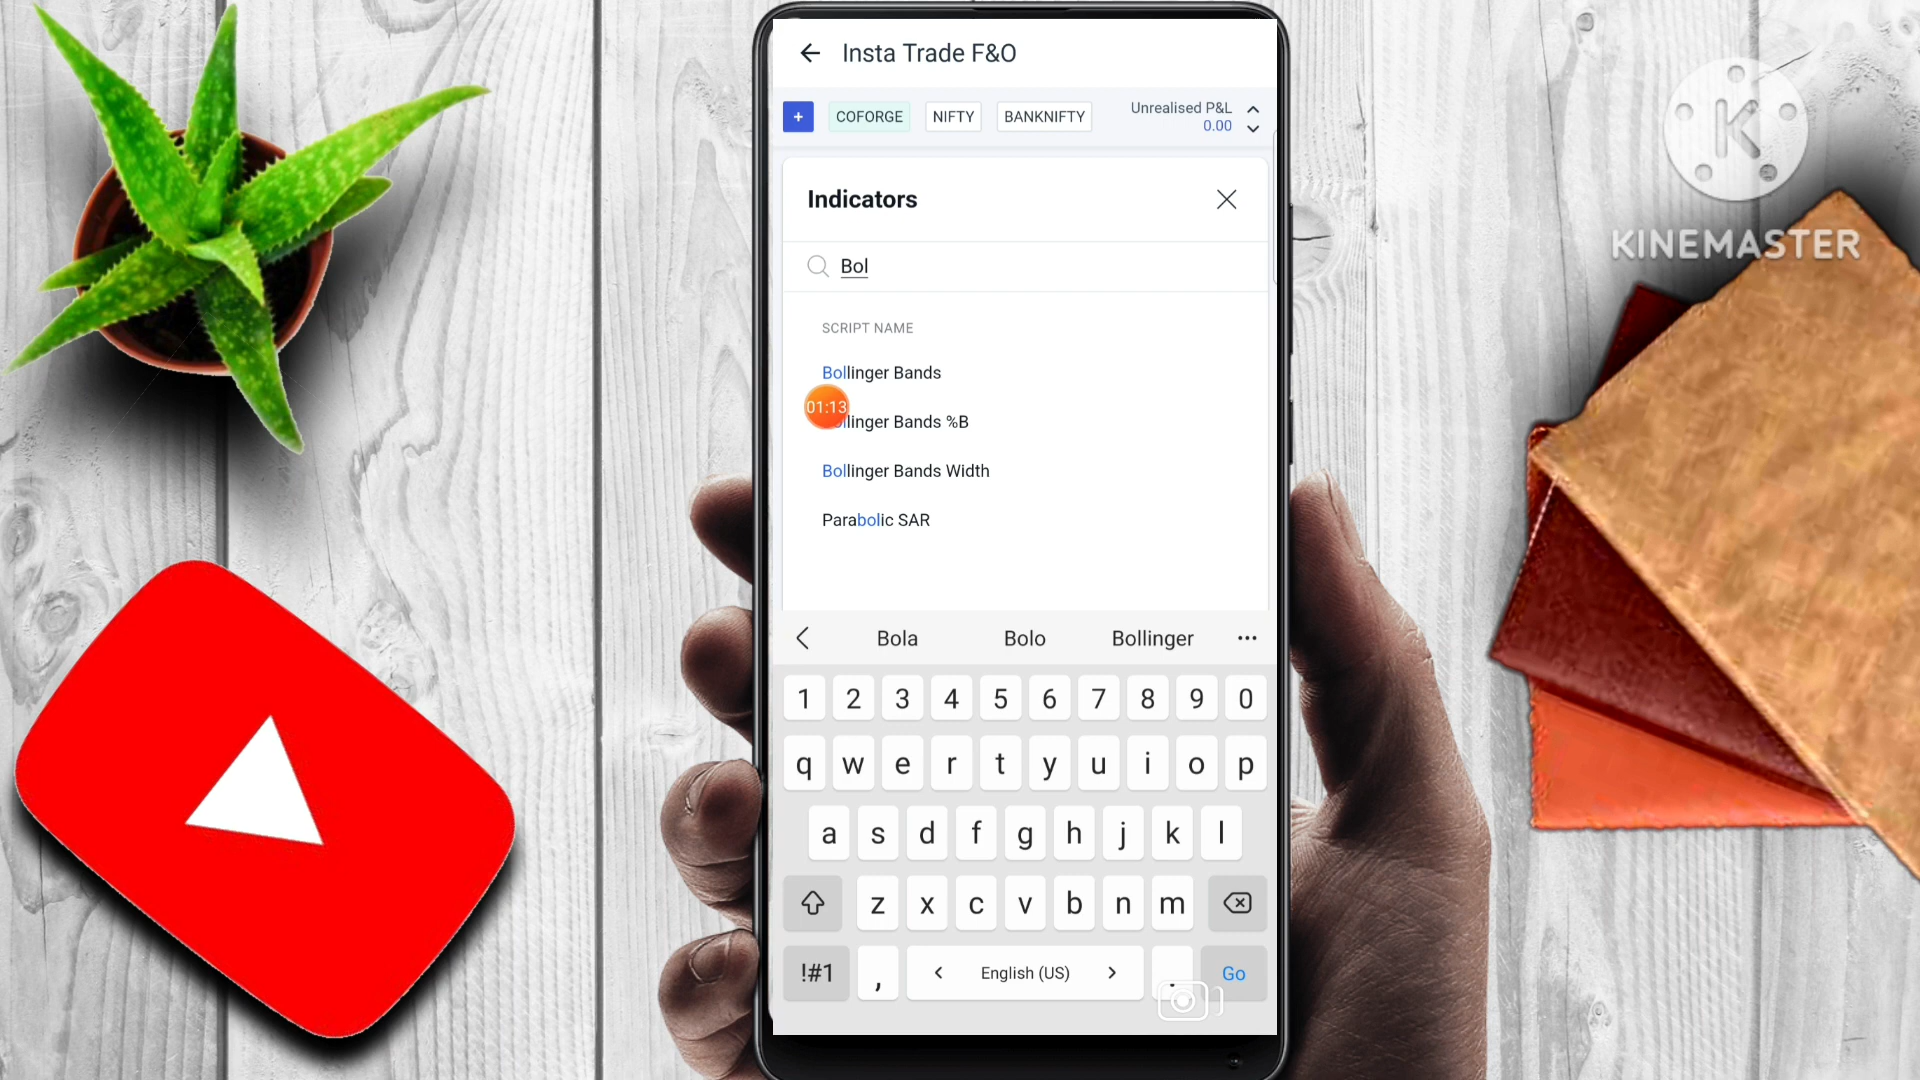 Insta Trade F&O
+ COFORGE NIFTY BANKNIFTY Unrealised P&L
0.00
Indicators
Bol
SCRIPT NAME
Bollinger Bands
01:13
llinger Bands %B
Bollinger Bands Width
Parabolic SAR
Bola Bolo Bollinger ...
1 2 3 4 5 6 7 8 9 0
q w e r t y u i o p
a s d f g h j k l
z x c v b n m
!#1 , < English (US) > . Go
K
KINEMASTER